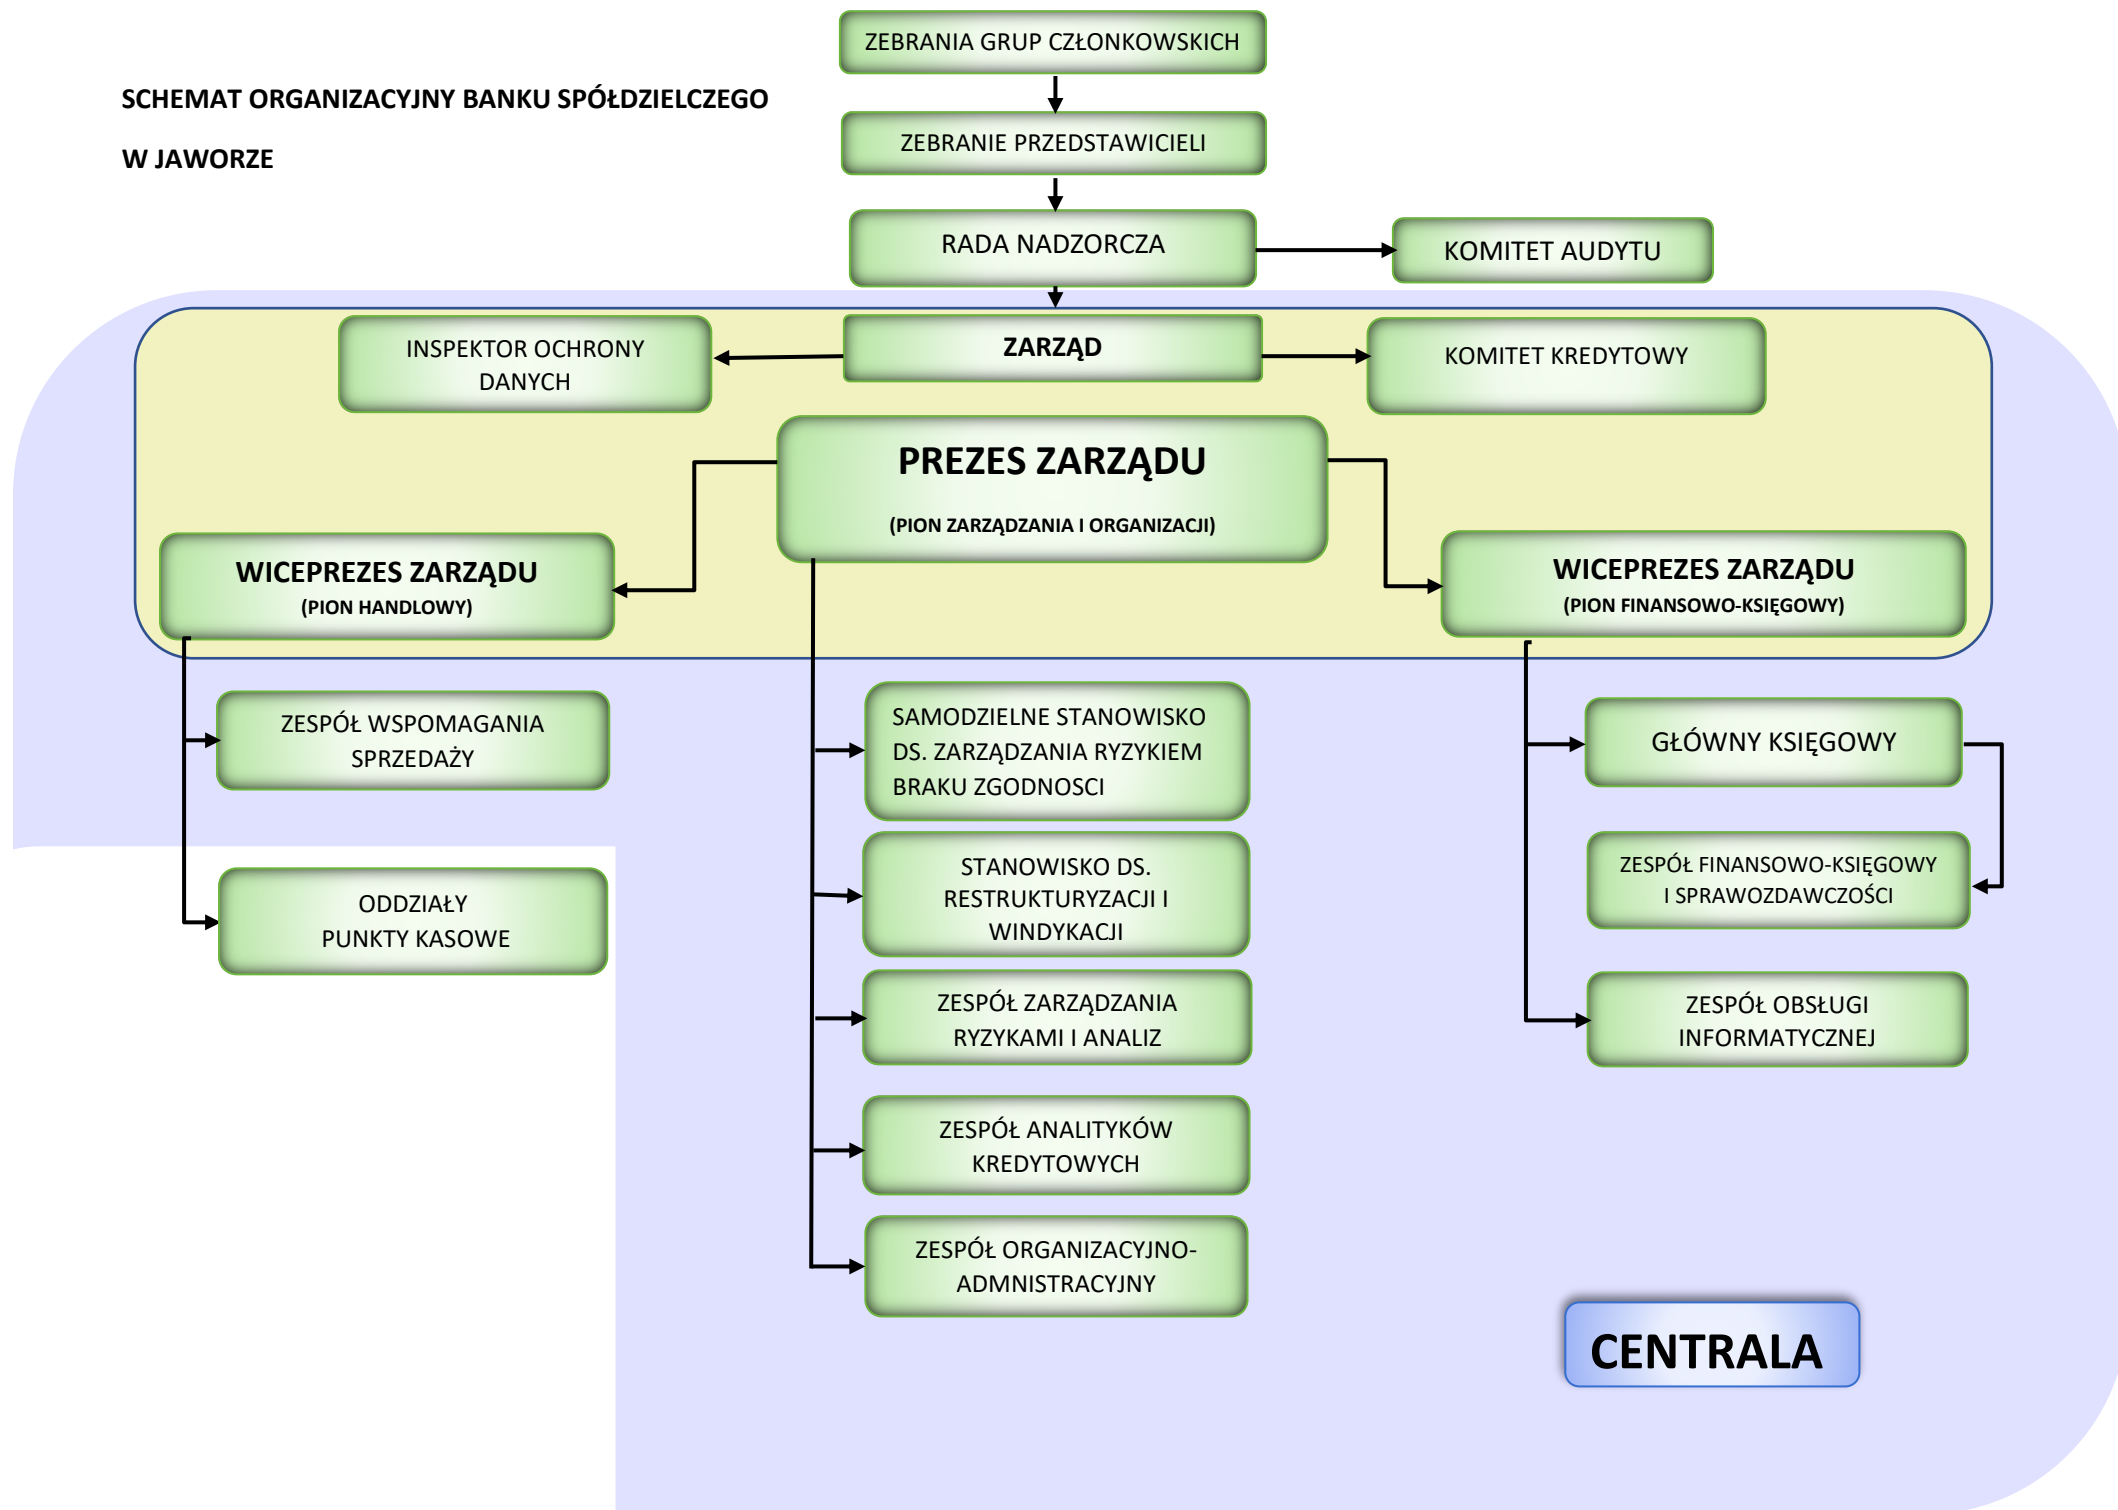 ZEBRANIA GRUP CZŁONKOWSKICH
SCHEMAT ORGANIZACYJNY BANKU SPÓŁDZIELCZEGO
W JAWORZE
ZEBRANIE PRZEDSTAWICIELI
RADA NADZORCZA
KOMITET AUDYTU
INSPEKTOR OCHRONY
DANYCH
ZARZĄD
KOMITET KREDYTOWY
PREZES ZARZĄDU
(PION ZARZĄDZANIA I ORGANIZACJI)
WICEPREZES ZARZĄDU
(PION HANDLOWY)
WICEPREZES ZARZĄDU
(PION FINANSOWO-KSIĘGOWY)
ZESPÓŁ WSPOMAGANIA
SPRZEDAŻY
ODDZIAŁY
PUNKTY KASOWE
SAMODZIELNE STANOWISKO
DS. ZARZĄDZANIA RYZYKIEM
BRAKU ZGODNOSCI
STANOWISKO DS.
RESTRUKTURYZACJI I
WINDYKACJI
ZESPÓŁ ZARZĄDZANIA
RYZYKAMI I ANALIZ
ZESPÓŁ ANALITYKÓW
KREDYTOWYCH
ZESPÓŁ ORGANIZACYJNO-
ADMNISTRACYJNY
GŁÓWNY KSIĘGOWY
ZESPÓŁ FINANSOWO-KSIĘGOWY
I SPRAWOZDAWCZOŚCI
ZESPÓŁ OBSŁUGI
INFORMATYCZNEJ
CENTRALA